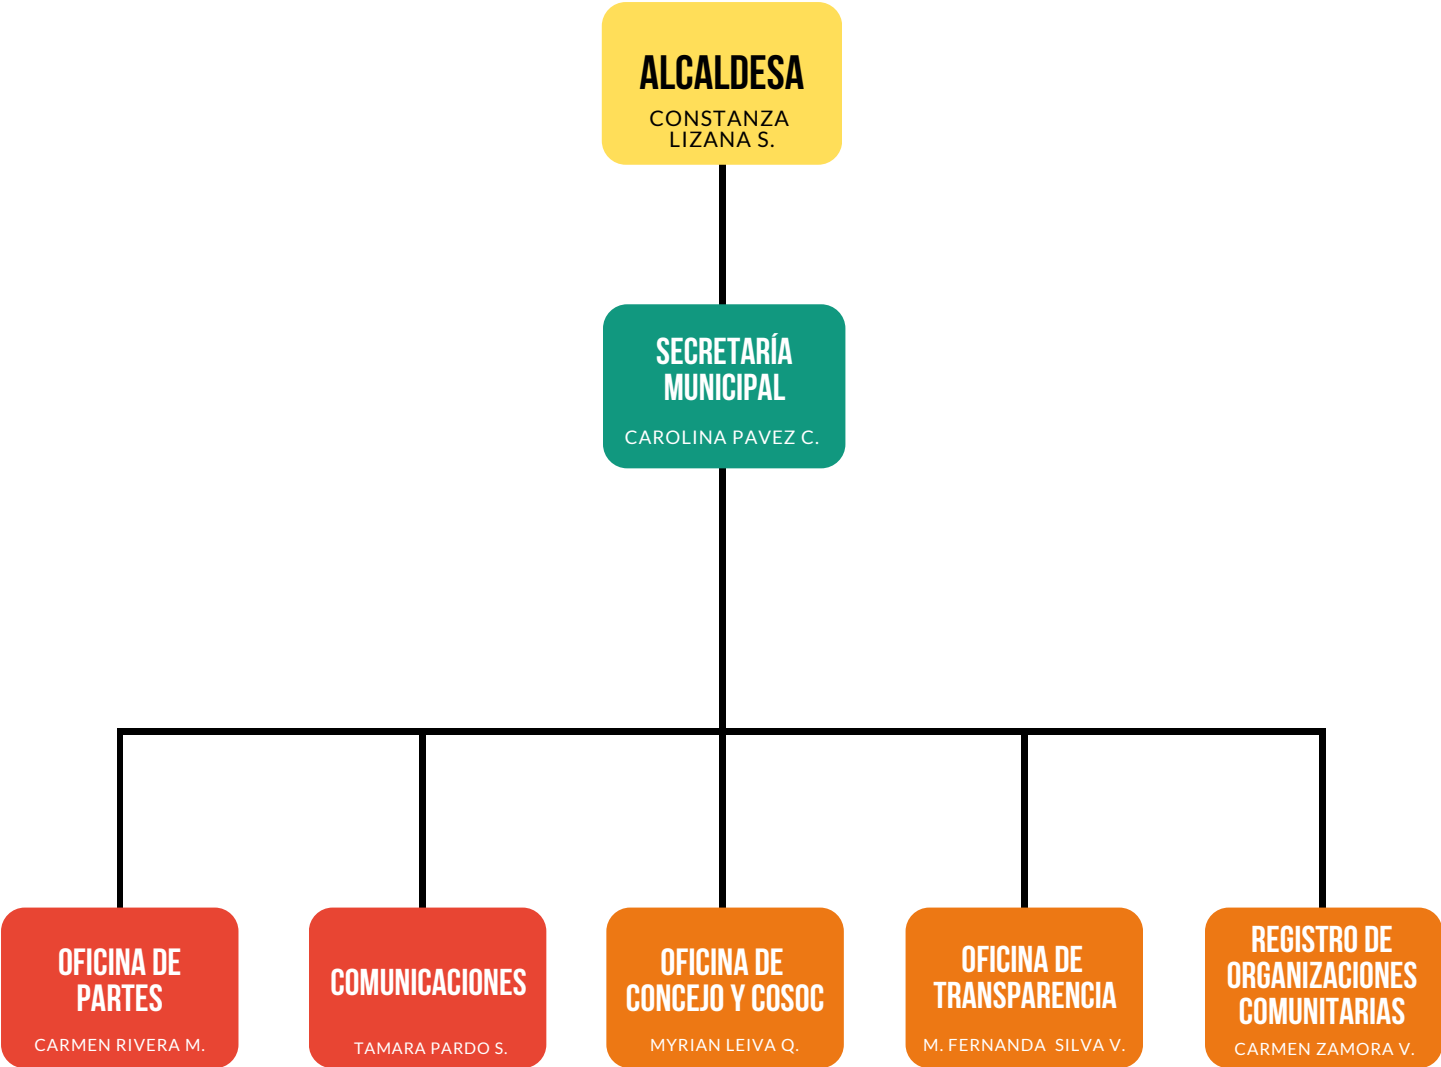 ALCALDESA
CONSTANZA
LIZANA S.
SECRETARÍA
MUNICIPAL
CAROLINA PAVEZ C.
OFICINA DE
PARTES
CARMEN RIVERA M.
COMUNICACIONES
TAMARA PARDO S.
OFICINA DE
CONCEJO Y COSOC
MYRIAN LEIVA Q.
OFICINA DE
TRANSPARENCIA
M. FERNANDA SILVA V.
REGISTRO DE
ORGANIZACIONES
COMUNITARIAS
CARMEN ZAMORA V.